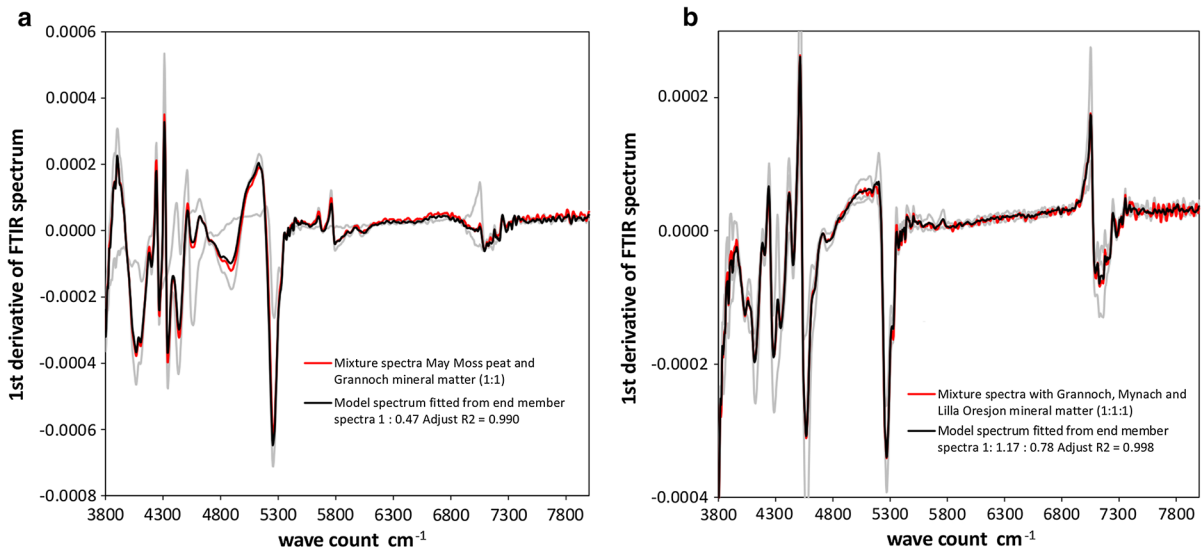 a
0.0006
0.0004
0.0002
0.0000
-0.0002
-0.0004
-0.0006
-0.0008
1st derivative of FTIR spectrum
Mixture spectra May Moss peat and
Grannoch mineral matter (1:1)
Model spectrum fitted from end member
spectra 1 : 0.47 Adjust R2 = 0.990
3800 4300 4800 5300 5800 6300 6800 7300 7800
wave count cm-1
b
0.0002
0.0000
-0.0002
-0.0004
1st derivative of FTIR spectrum
Mixture spectra with Grannoch, Mynach and
Lilla Oresjon mineral matter (1:1:1)
Model spectrum fitted from end member
spectra 1: 1.17 : 0.78 Adjust R2 = 0.998
3800 4300 4800 5300 5800 6300 6800 7300 7800
wave count cm-1